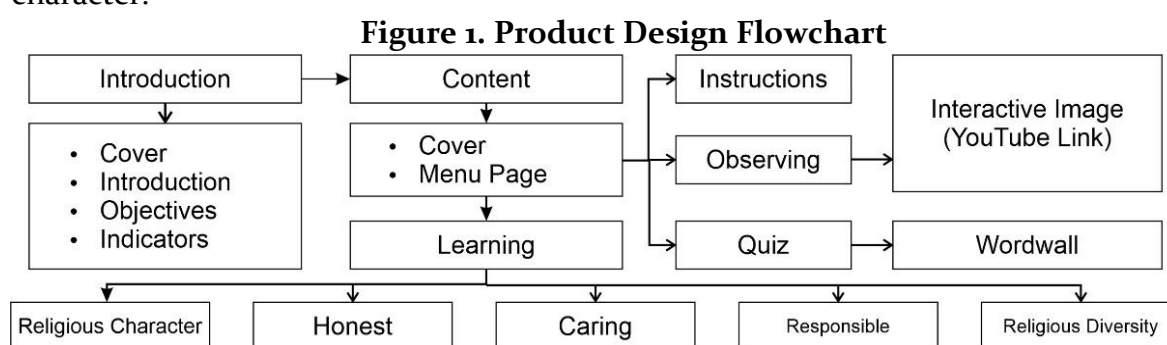 character.
Figure 1. Product Design Flowchart
Introduction
Content
Instructions
Interactive Image
(YouTube Link)
• Cover
• Introduction
• Objectives
• Indicators
• Cover
• Menu Page
Observing
Learning
Quiz
Wordwall
Religious Character
Honest
Caring
Responsible
Religious Diversity